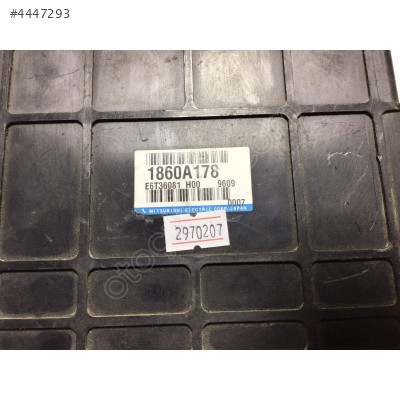 #4447293
1860A178
E6T36081 H00 9609
0007
MITSUBISHI ELECTRIC CORP. JAPAN
2970207